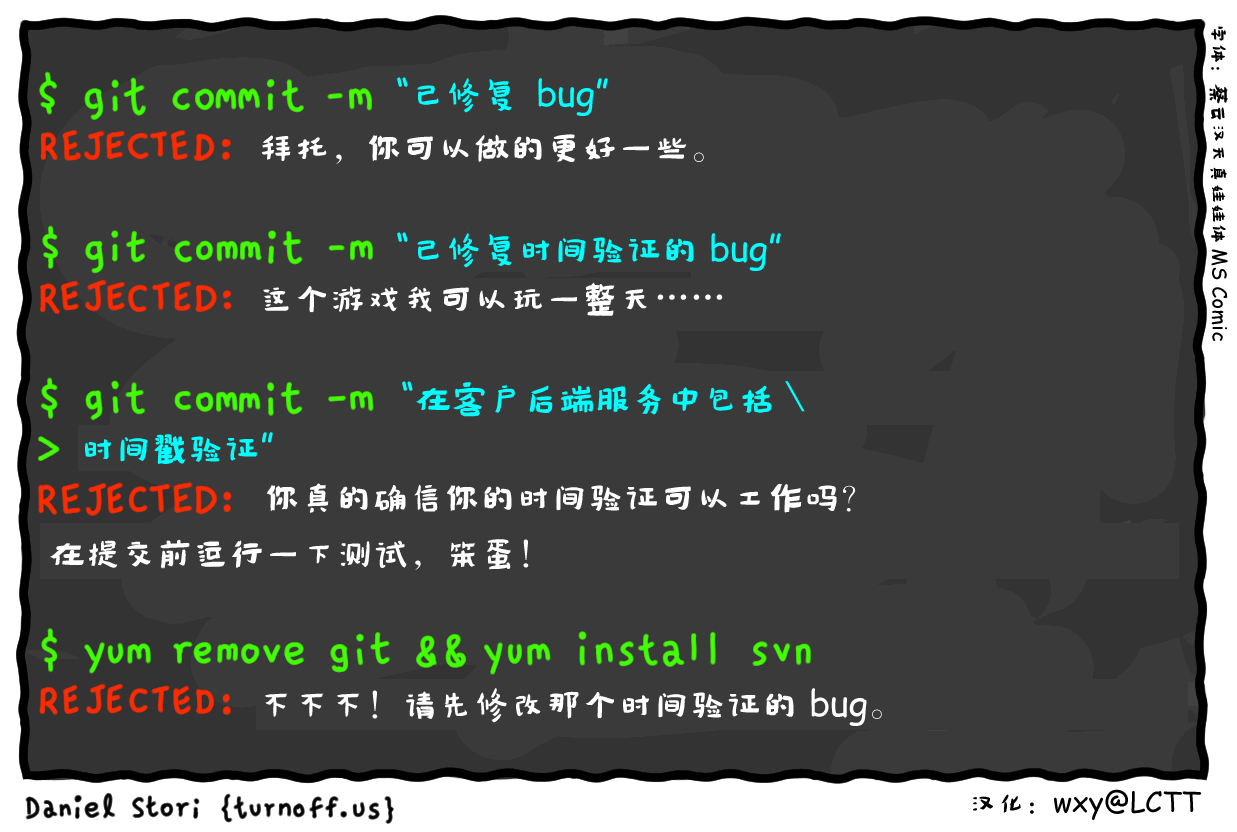 $ git commit -m "已修复 bug"
REJECTED: 拜托，你可以做的更好一些。
$ git commit -m "已修复时间验证的 bug"
REJECTED: 这个游戏我可以玩一整天……
$ git commit -m "在客户后端服务中包括 \
> 时间戳验证"
REJECTED: 你真的确信你的时间验证可以工作吗？
在提交前运行一下测试，笨蛋！
$ yum remove git && yum install svn
REJECTED: 不不不！请先修改那个时间验证的 bug。
Daniel Stori {turnoff.us}
汉化：wxy@LCTT
字体：蔡云汉天真娃娃体 MS Comic